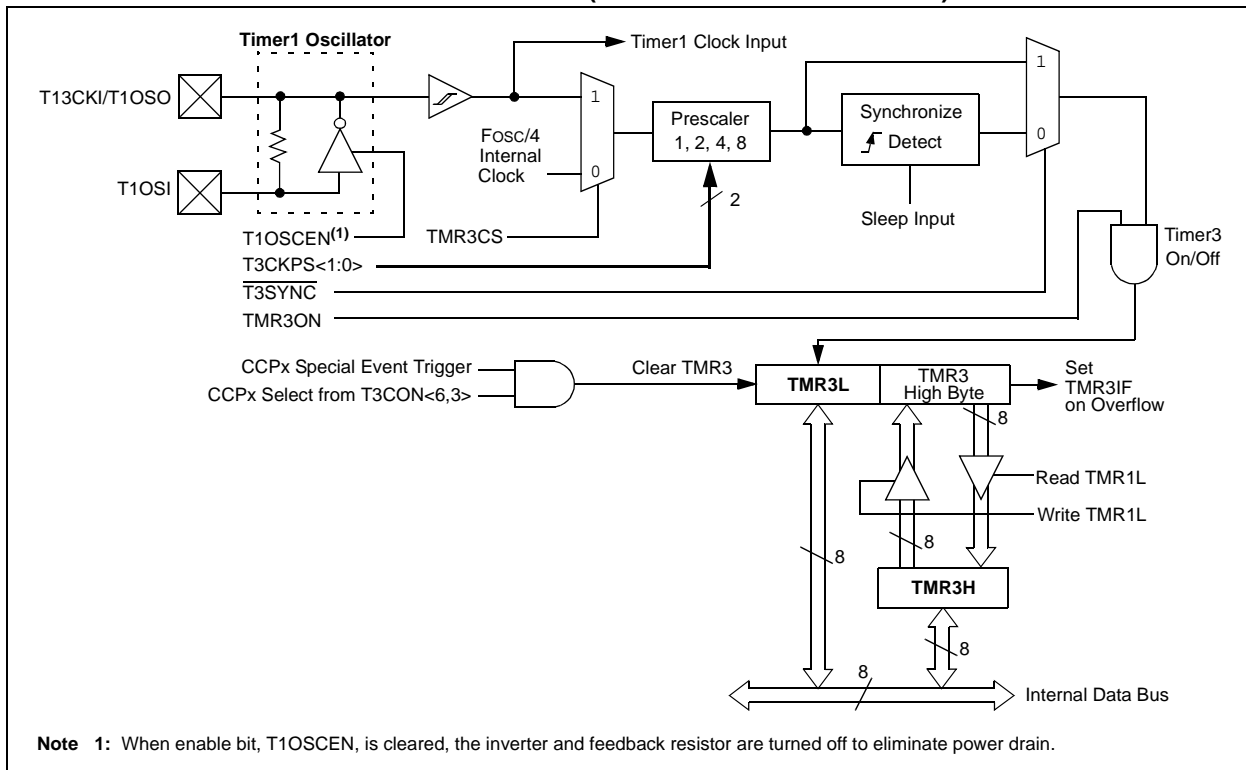 Timer1 Oscillator
Timer1 Clock Input
T13CKI/T1OSO
1
1
FOSC/4
Internal
Clock
Prescaler
1, 2, 4, 8
Synchronize
Detect
0
0
T1OSI
2
Sleep Input
T1OSCEN(1)
TMR3CS
Timer3
On/Off
T3CKPS<1:0>
T3SYNC
TMR3ON
CCPx Special Event Trigger
CCPx Select from T3CON<6,3>
Clear TMR3
TMR3L
TMR3
High Byte
Set
TMR3IF
on Overflow
8
Read TMR1L
Write TMR1L
8
8
TMR3H
8
8
Internal Data Bus
Note 1: When enable bit, T1OSCEN, is cleared, the inverter and feedback resistor are turned off to eliminate power drain.